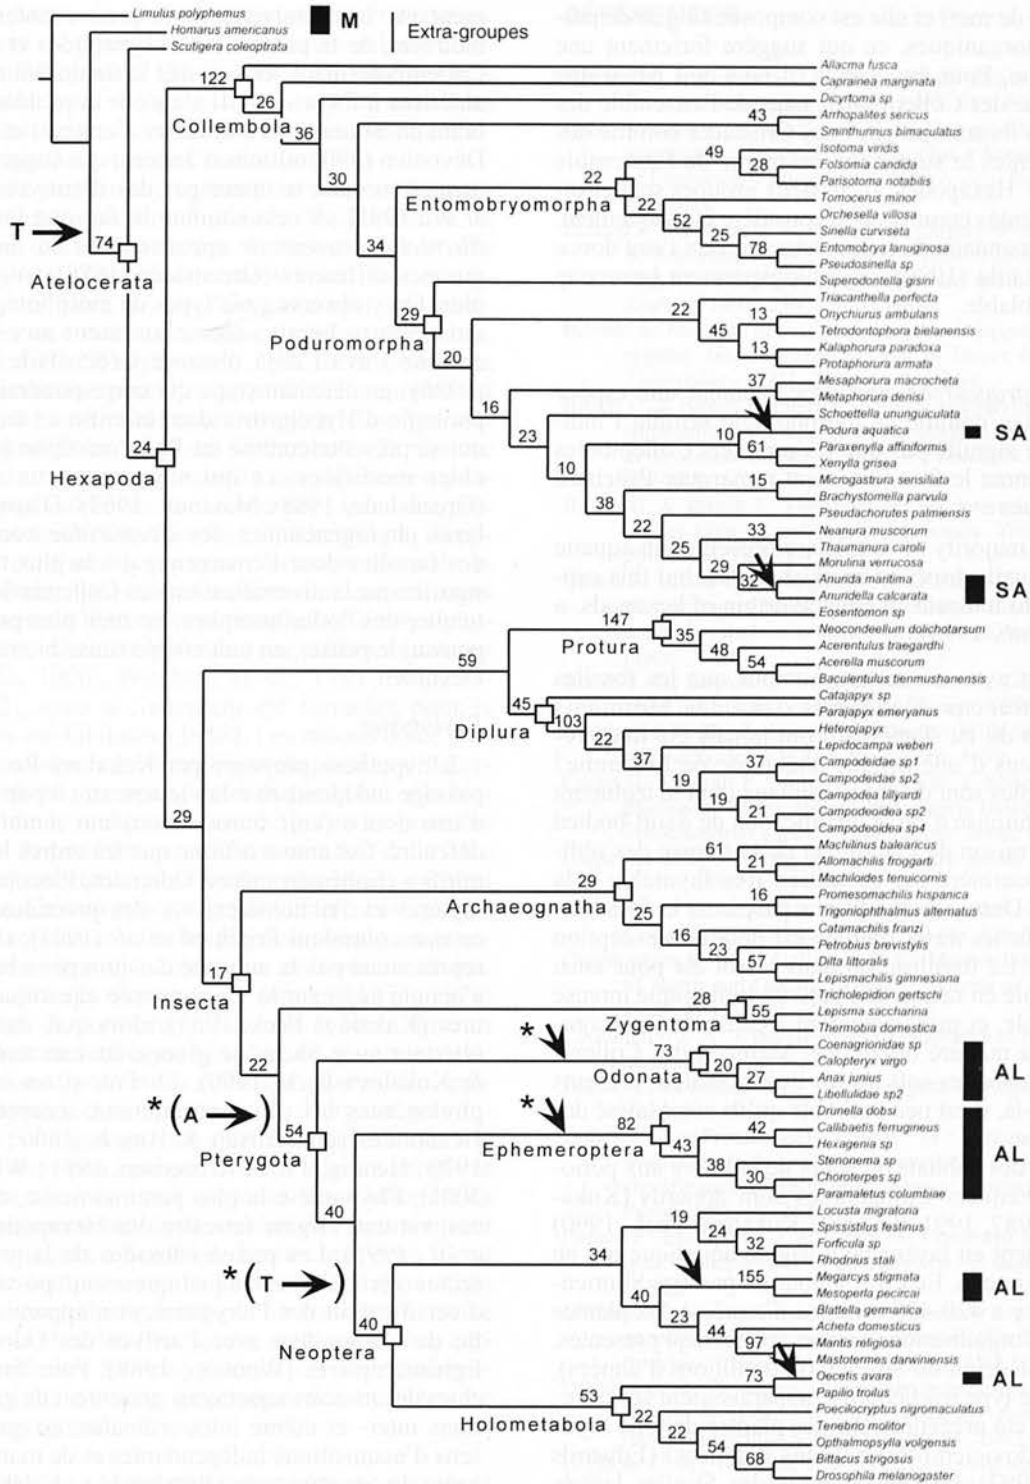 Limulus polyphemus
M
Homarus americanus
Extra-groupes
Scutigera coleoptrata
Allacma fusca
122
Caprainea marginata
26
Dicyrtoma sp
Collembola
36
43
Arrhopalites sericus
Sminthurinus bimaculatus
Isotoma viridis
49
28
Folsomia candida
30
22
Parisotoma notabilis
Entomobryomorpha
22
Tomocerus minor
52
Orchesella villosa
T
25
Sinella curviseta
74
34
78
Entomobrya lanuginosa
Pseudosinella sp
Atelocerata
Superodontella gisini
29
22
Triacanthella perfecta
Poduromorpha
13
Onychiurus ambulans
20
45
Tetrodontophora bielanensis
13
Kalaphorura paradoxa
Protaphorura armata
37
Mesaphorura macrocheta
Metaphorura denisi
16
Schoettella ununguiculata
10
Podura aquatica
SA
24
23
61
Paraxenylla affiniformis
Xenylla grisea
Hexapoda
10
15
Microgastrura sensiliata
Brachystomella parvula
38
Pseudachorutes palmiensis
22
33
Neanura muscorum
25
Thaumanura carolii
29
Morulina verrucosa
32
Anurida maritima
SA
Anuridella calcarata
147
Eosentomon sp
35
Neocondeellum dolichotarsum
Protura
48
Acerentulus traegardhi
59
54
Acerella muscorum
Baculentulus tienmushanensis
Catajapyx sp
45
Parajapyx emeryanus
103
Heterojapyx
Diplura
22
Lepidocampa weberi
37
37
Campodeidae sp1
19
Campodeidae sp2
19
Campodea tillyardi
21
Campodeoidea sp2
Campodeoidea sp4
29
Machilinus balearicus
61
21
Allomachilis froggarti
29
Machiloides tenuicornis
Archaeognatha
16
Promesomachilis hispanica
25
Trigoniophthalmus alternatus
16
Catamachilis franzi
23
Petrobius brevistylis
57
Dilta littoralis
17
Lepismachilis gimnesiana
28
Tricholepidion gertschi
Insecta
55
Lepisma saccharina
Zygentoma
Thermobia domestica
*
Coenagrionidae sp
73
20
Calopteryx virgo
22
27
Anax junius
AL
Odonata
Libellulidae sp2
*
Drunella dobsi
*(A )
82
42
Callibaetis ferrugineus
54
43
Hexagenia sp
Ephemeroptera
Stenonema sp
AL
Pterygota
38
30
Choroterpes sp
Paramaletus columbiae
40
19
Locusta migratoria
24
Spissistilus festinus
32
Forficula sp
34
Rhodnius stali
*( )
155
Megarcys stigmata
AL
40
Mesoperla pecircai
23
Blattella germanica
40
44
Acheta domesticus
97
Mantis religiosa
Neoptera
Mastotermes darwiniensis
73
Oecetis avara
AL
53
Papilio troilus
Poecilocryptus nigromaculatus
Holometabola
22
22
Tenebrio molitor
54
Opthalmopsylla volgensis
68
Bittacus strigosus
Drosophila melanogaster